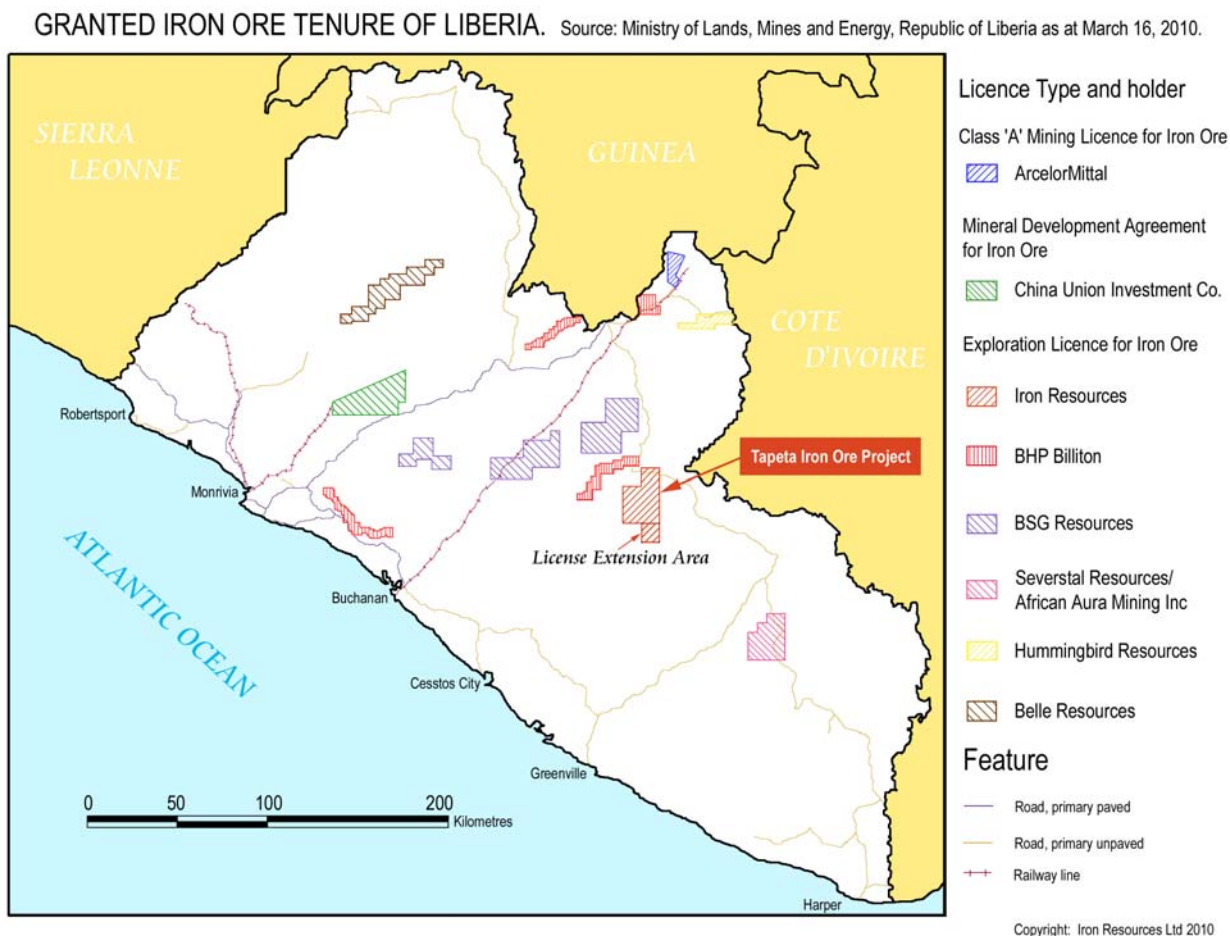 GRANTED IRON ORE TENURE OF LIBERIA. Source: Ministry of Lands, Mines and Energy, Republic of Liberia as at March 16, 2010.
SIERRA
LEONNE
GUINEA
COTE
D'IVOIRE
Robertsport
Monrivia
Tapeta Iron Ore Project
License Extension Area
ATLANTIC OCEAN
Buchanan
Cesstos City
Greenville
Harper
0 50 100 200
Kilometres
Licence Type and holder
Class 'A' Mining Licence for Iron Ore
ArcelorMittal
Mineral Development Agreement
for Iron Ore
China Union Investment Co.
Exploration Licence for Iron Ore
Iron Resources
BHP Billiton
BSG Resources
Severstal Resources/
African Aura Mining Inc
Hummingbird Resources
Belle Resources
Feature
Road, primary paved
Road, primary unpaved
Railway line
Copyright: Iron Resources Ltd 2010